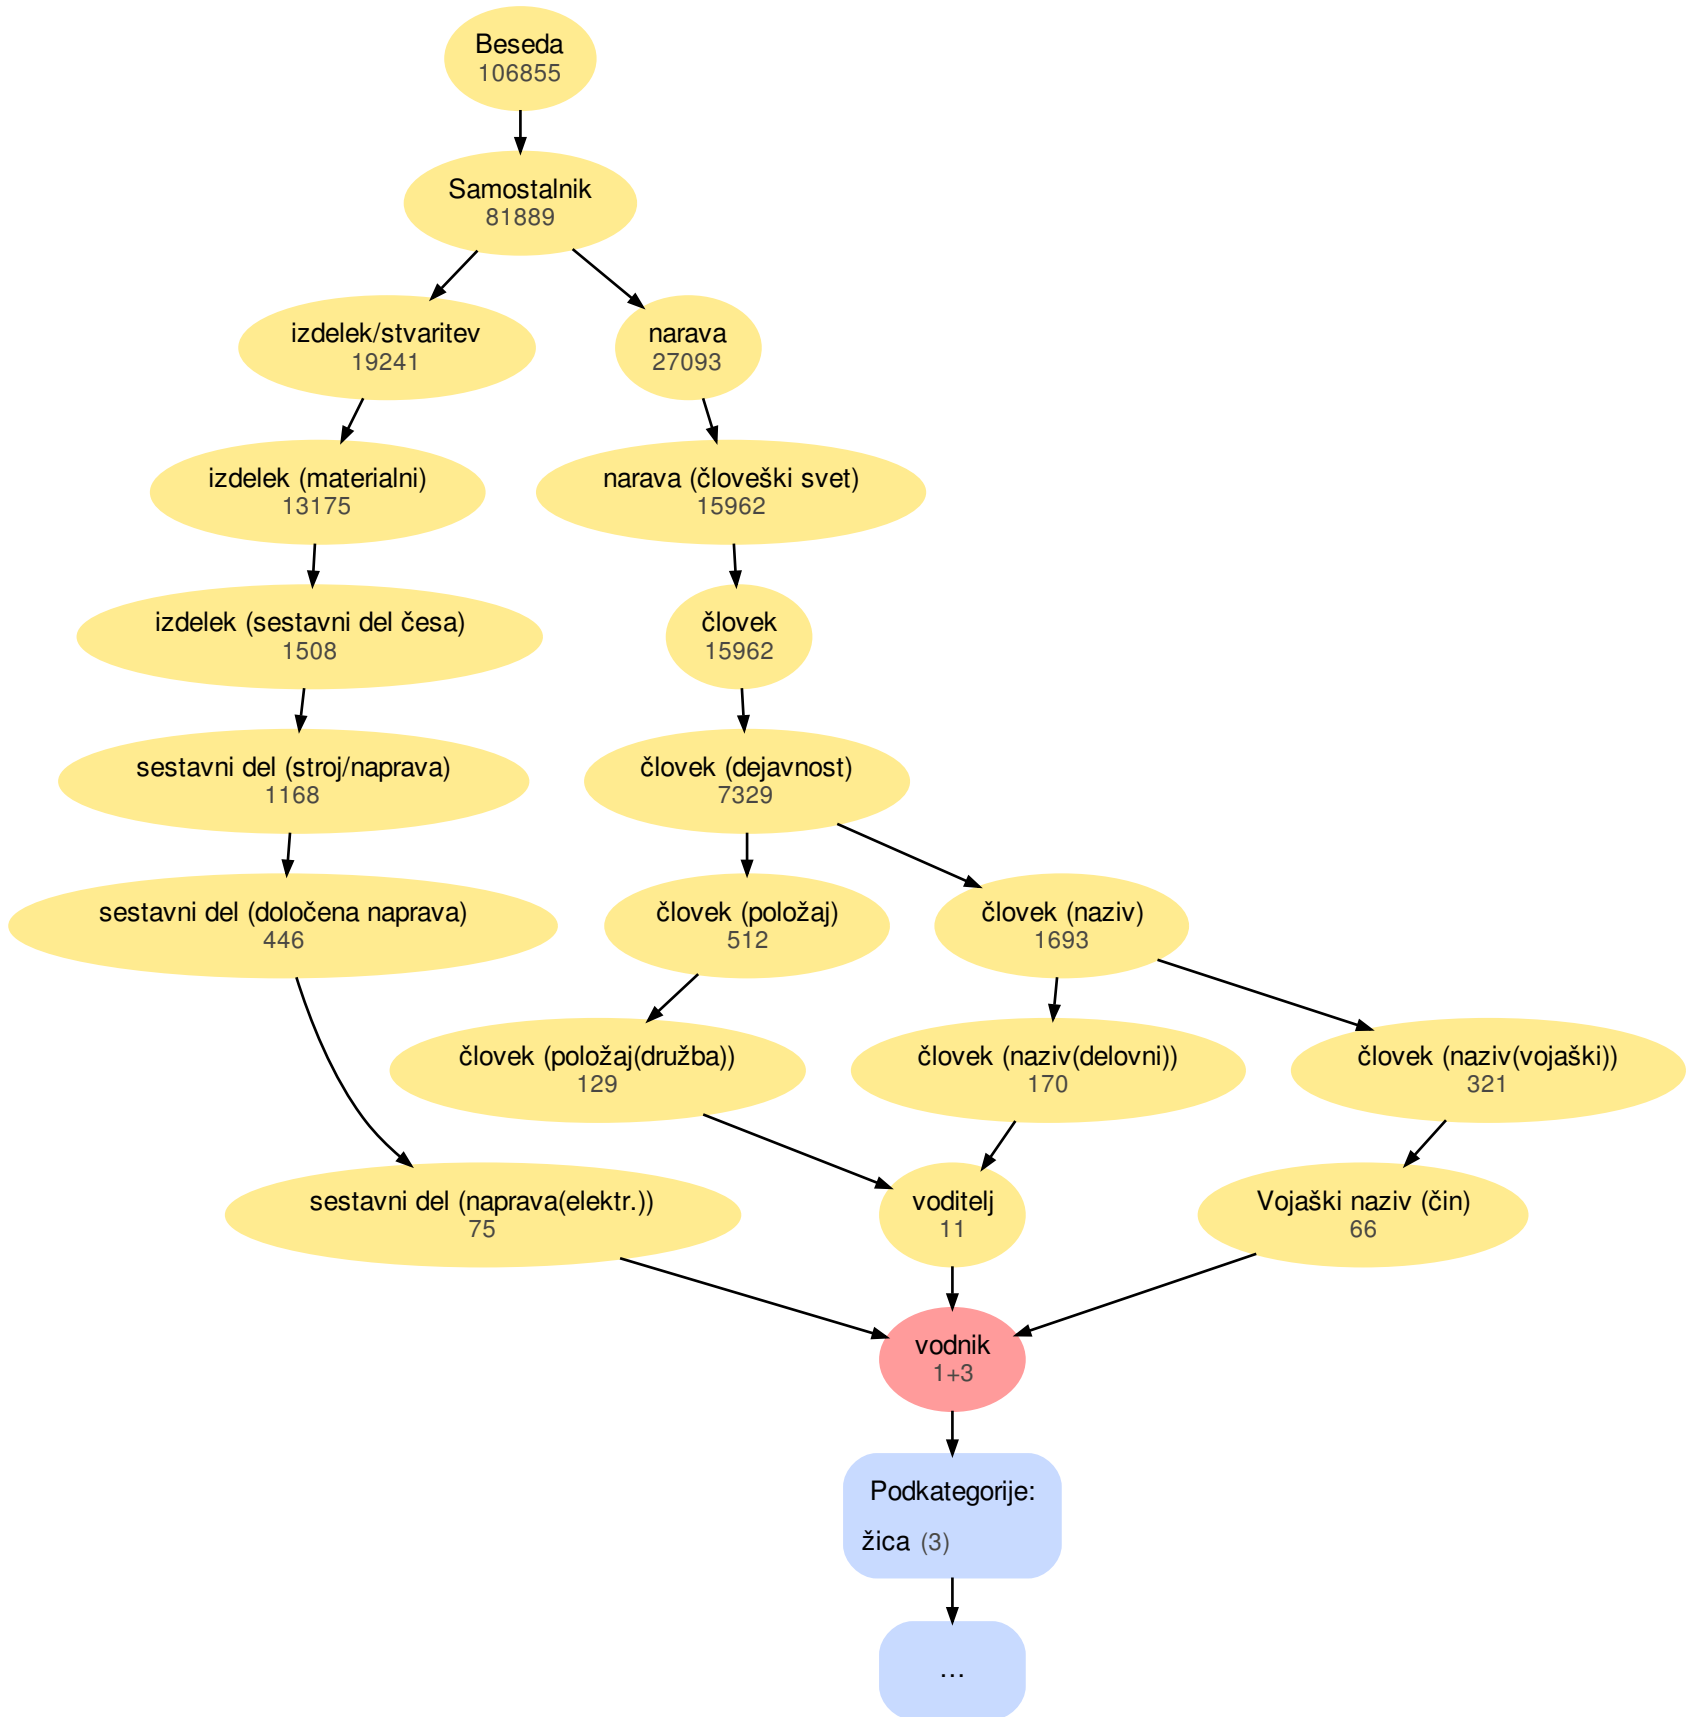 Beseda
106855
Samostalnik
81889
izdelek/stvaritev
19241
narava
27093
izdelek (materialni)
13175
narava (človeški svet)
15962
izdelek (sestavni del česa)
1508
človek
15962
sestavni del (stroj/naprava)
1168
človek (dejavnost)
7329
sestavni del (določena naprava)
446
človek (položaj)
512
človek (naziv)
1693
človek (položaj(družba))
129
človek (naziv(delovni))
170
človek (naziv(vojaški))
321
sestavni del (naprava(elektr.))
75
voditelj
11
Vojaški naziv (čin)
66
vodnik
1+3
Podkategorije:
žica (3)
...